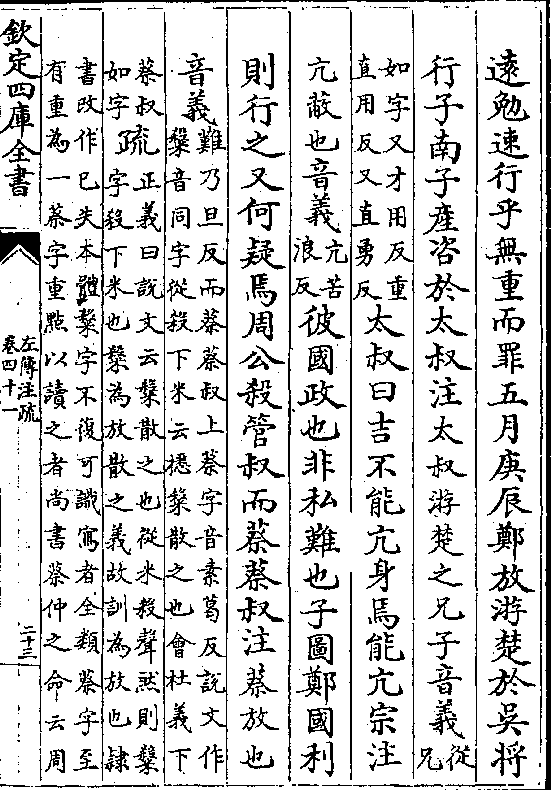 遠勉速行乎無重而罪五月庚辰鄭放游楚於吳將
行子南子產咨於太叔注太叔游楚之兄子音義從
兄
如字又才用反重
直用反又直勇反
太叔曰吉不能亢身焉能亢宗注
亢蔽也音義
亢苦
浪反
彼國政也非私難也子圖鄭國利
則行之又何疑焉周公殺管叔而蔡蔡叔注蔡放也
音義
難乃旦反而蔡蔡叔上蔡字音素葛反說文作
𥻦音同字從殺下米云𥻦𥻦散之也會杜義下
蔡叔
如字
疏
正義曰說文云𥻦散之也從米殺聲然則𥻦
字殺下米也𥻦為放散之義故訓為放也隸
書改作已失本體𥻦字不復可識寫者全類蔡字至
有重為一蔡字重點以讀之者尚書蔡仲之命云周
欽定四庫全書
左傳注疏
卷四十一
二十三